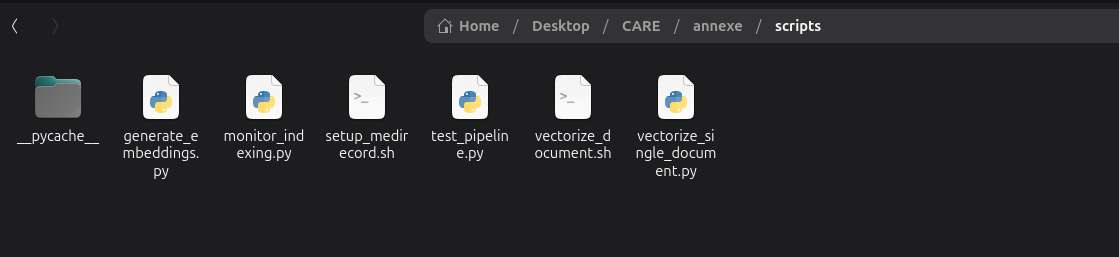 Home / Desktop / CARE / annexe / scripts
__pycache__
generate_e
mbeddings.
py
monitor_ind
exing.py
setup_medir
ecord.sh
test_pipelin
e.py
vectorize_d
ocument.sh
vectorize_si
ngle_docum
ent.py